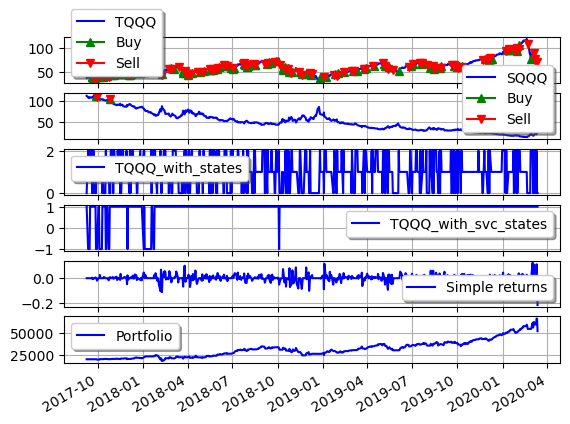 TQQQ
Buy
Sell
100
50
SQQQ
Buy
Sell
100
50
TQQQ_with_states
2
0
TQQQ_with_svc_states
1
0
−1
Simple returns
0.0
−0.2
Portfolio
50000
25000
2017-10
2018-01
2018-04
2018-07
2018-10
2019-01
2019-04
2019-07
2019-10
2020-01
2020-04